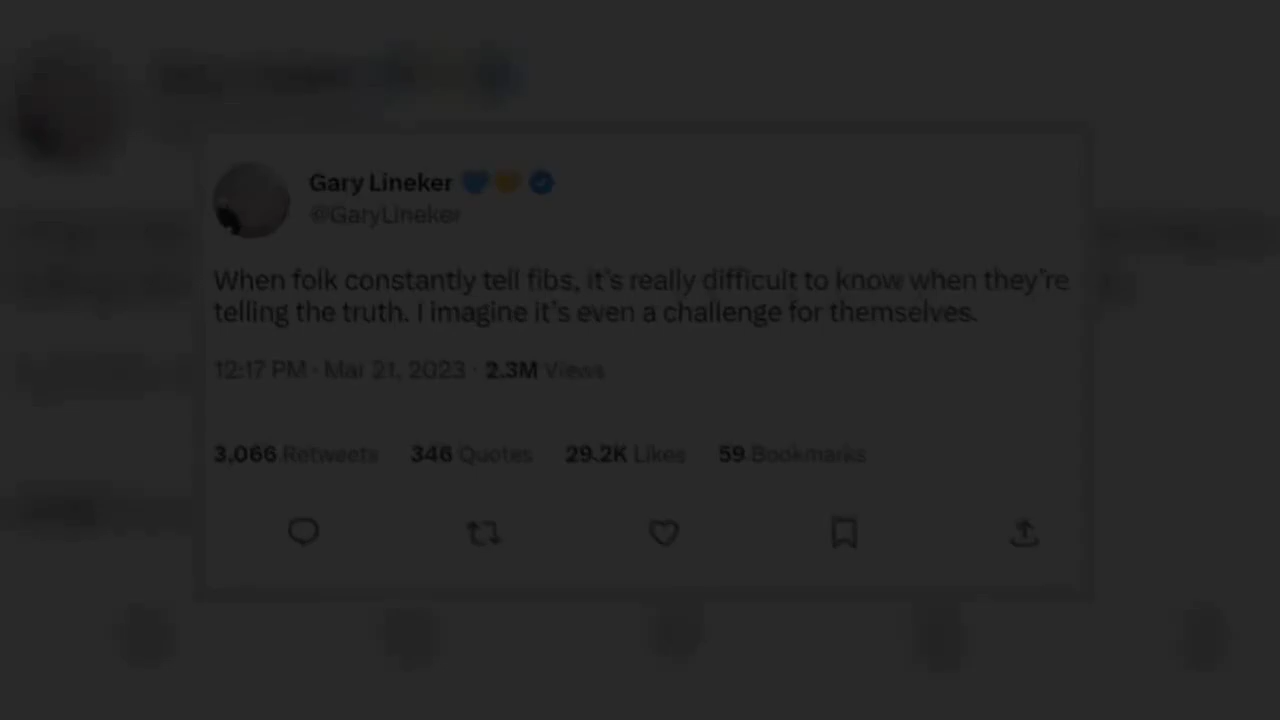 Gary Lineker 💙💛
@GaryLineker
When folk constantly tell fibs, it's really difficult to know when they're
telling the truth. I imagine it's even a challenge for themselves.
12:17 PM · Mar 21, 2023 · 2.3M Views
3,066 Retweets 346 Quotes 29.2K Likes 59 Bookmarks